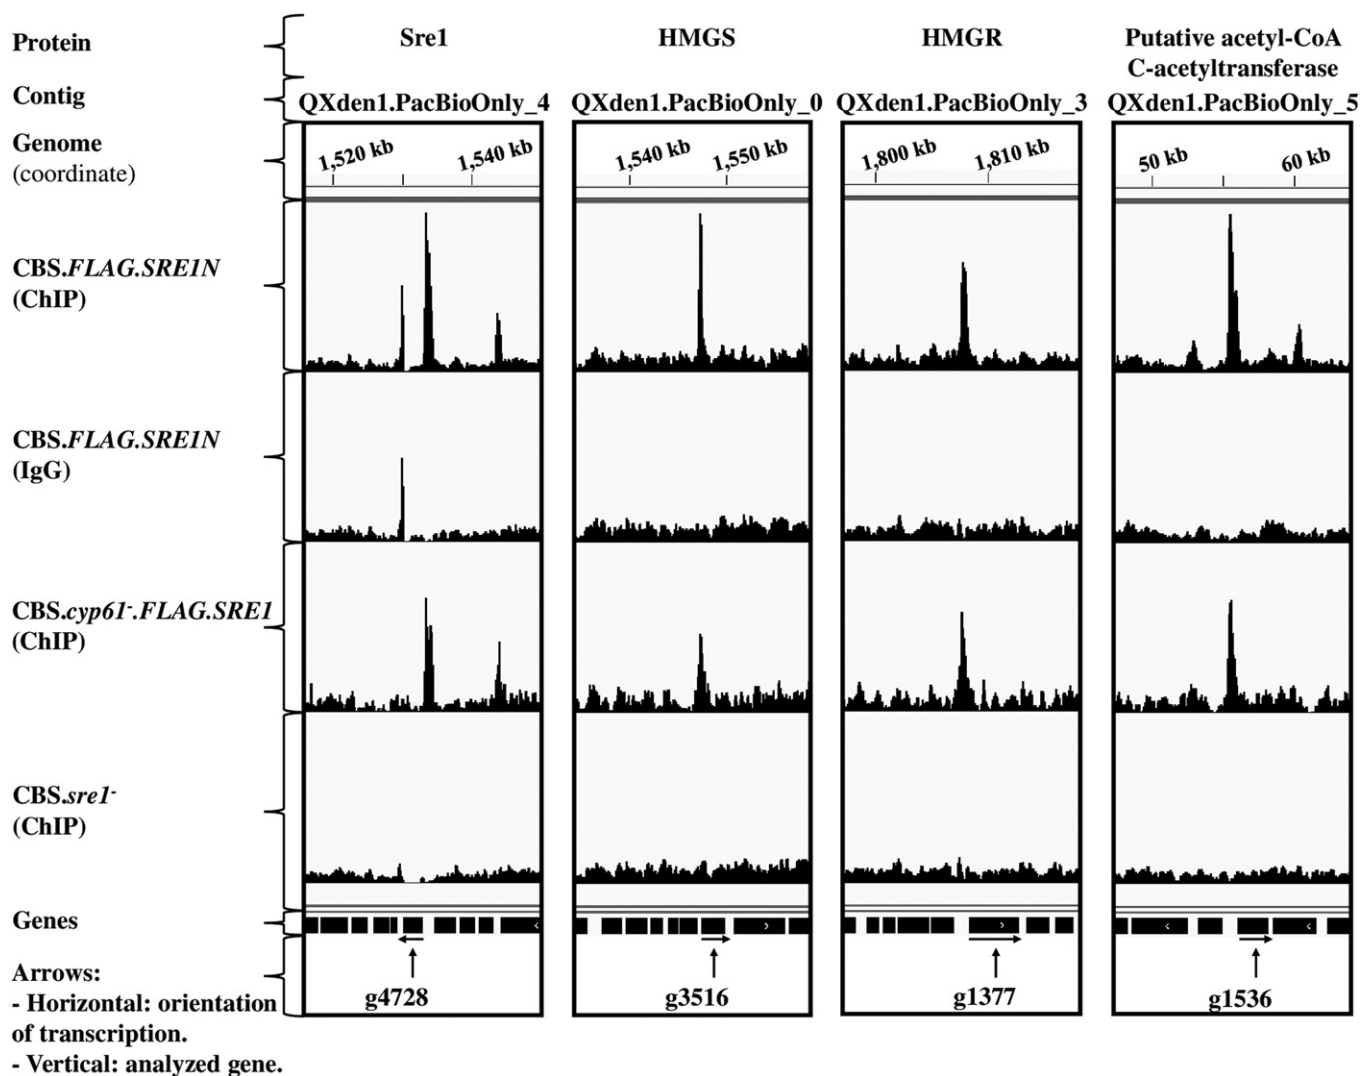 Protein
Sre1
HMGS
HMGR
Putative acetyl-CoA
C-acetyltransferase
Contig
QXden1.PacBioOnly_4
QXden1.PacBioOnly_0
QXden1.PacBioOnly_3
QXden1.PacBioOnly_5
Genome
(coordinate)
1,520 kb
1,540 kb
1,540 kb
1,550 kb
1,800 kb
1,810 kb
50 kb
60 kb
CBS.FLAG.SRE1N
(ChIP)
CBS.FLAG.SRE1N
(IgG)
CBS.cyp61-.FLAG.SRE1
(ChIP)
CBS.sre1-
(ChIP)
Genes
Arrows:
- Horizontal: orientation
of transcription.
- Vertical: analyzed gene.
g4728
g3516
g1377
g1536